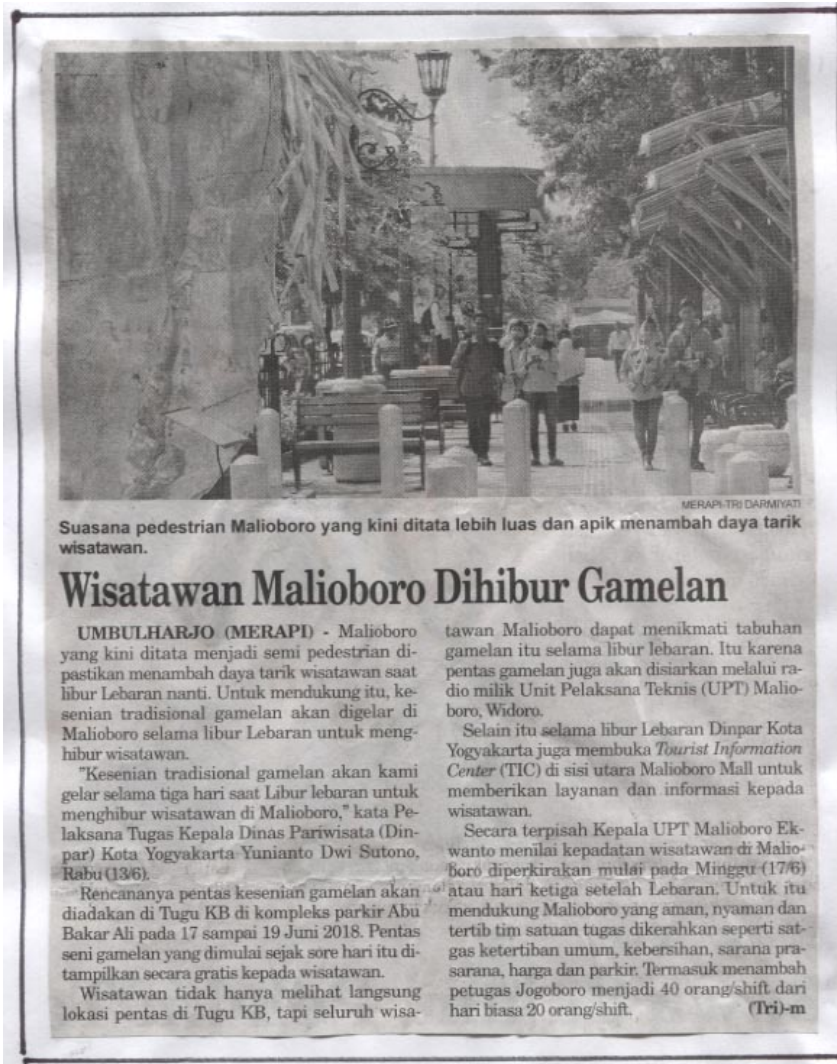 MERAPI-TRI DARMIYATI
Suasana pedestrian Malioboro yang kini ditata lebih luas dan apik menambah daya tarik
wisatawan.
Wisatawan Malioboro Dihibur Gamelan
UMBULHARJO (MERAPI) - Malioboro
yang kini ditata menjadi semi pedestrian di-
pastikan menambah daya tarik wisatawan saat
libur Lebaran nanti. Untuk mendukung itu, ke-
senian tradisional gamelan akan digelar di
Malioboro selama libur Lebaran untuk meng-
hibur wisatawan.
"Kesenian tradisional gamelan akan kami
gelar selama tiga hari saat Libur lebaran untuk
menghibur wisatawan di Malioboro," kata Pe-
laksana Tugas Kepala Dinas Pariwisata (Din-
par) Kota Yogyakarta Yunianto Dwi Sutono,
Rabu (13/6).
Rencananya pentas kesenian gamelan akan
diadakan di Tugu KB di kompleks parkir Abu
Bakar Ali pada 17 sampai 19 Juni 2018. Pentas
seni gamelan yang dimulai sejak sore hari itu di-
tampilkan secara gratis kepada wisatawan.
Wisatawan tidak hanya melihat langsung
lokasi pentas di Tugu KB, tapi seluruh wisa-
tawan Malioboro dapat menikmati tabuhan
gamelan itu selama libur lebaran. Itu karena
pentas gamelan juga akan disiarkan melalui ra-
dio milik Unit Pelaksana Teknis (UPT) Malio-
boro, Widoro.
Selain itu selama libur Lebaran Dinpar Kota
Yogyakarta juga membuka Tourist Information
Center (TIC) di sisi utara Malioboro Mall untuk
memberikan layanan dan informasi kepada
wisatawan.
Secara terpisah Kepala UPT Malioboro Ek-
wanto menilai kepadatan wisatawan di Malio-
boro diperkirakan mulai pada Minggu (17/6)
atau hari ketiga setelah Lebaran. Untuk itu
mendukung Malioboro yang aman, nyaman dan
tertib tim satuan tugas dikerahkan seperti sat-
gas ketertiban umum, kebersihan, sarana pra-
sarana, harga dan parkir. Termasuk menambah
petugas Jogoboro menjadi 40 orang/shift dari
hari biasa 20 orang/shift. (Tri)-m